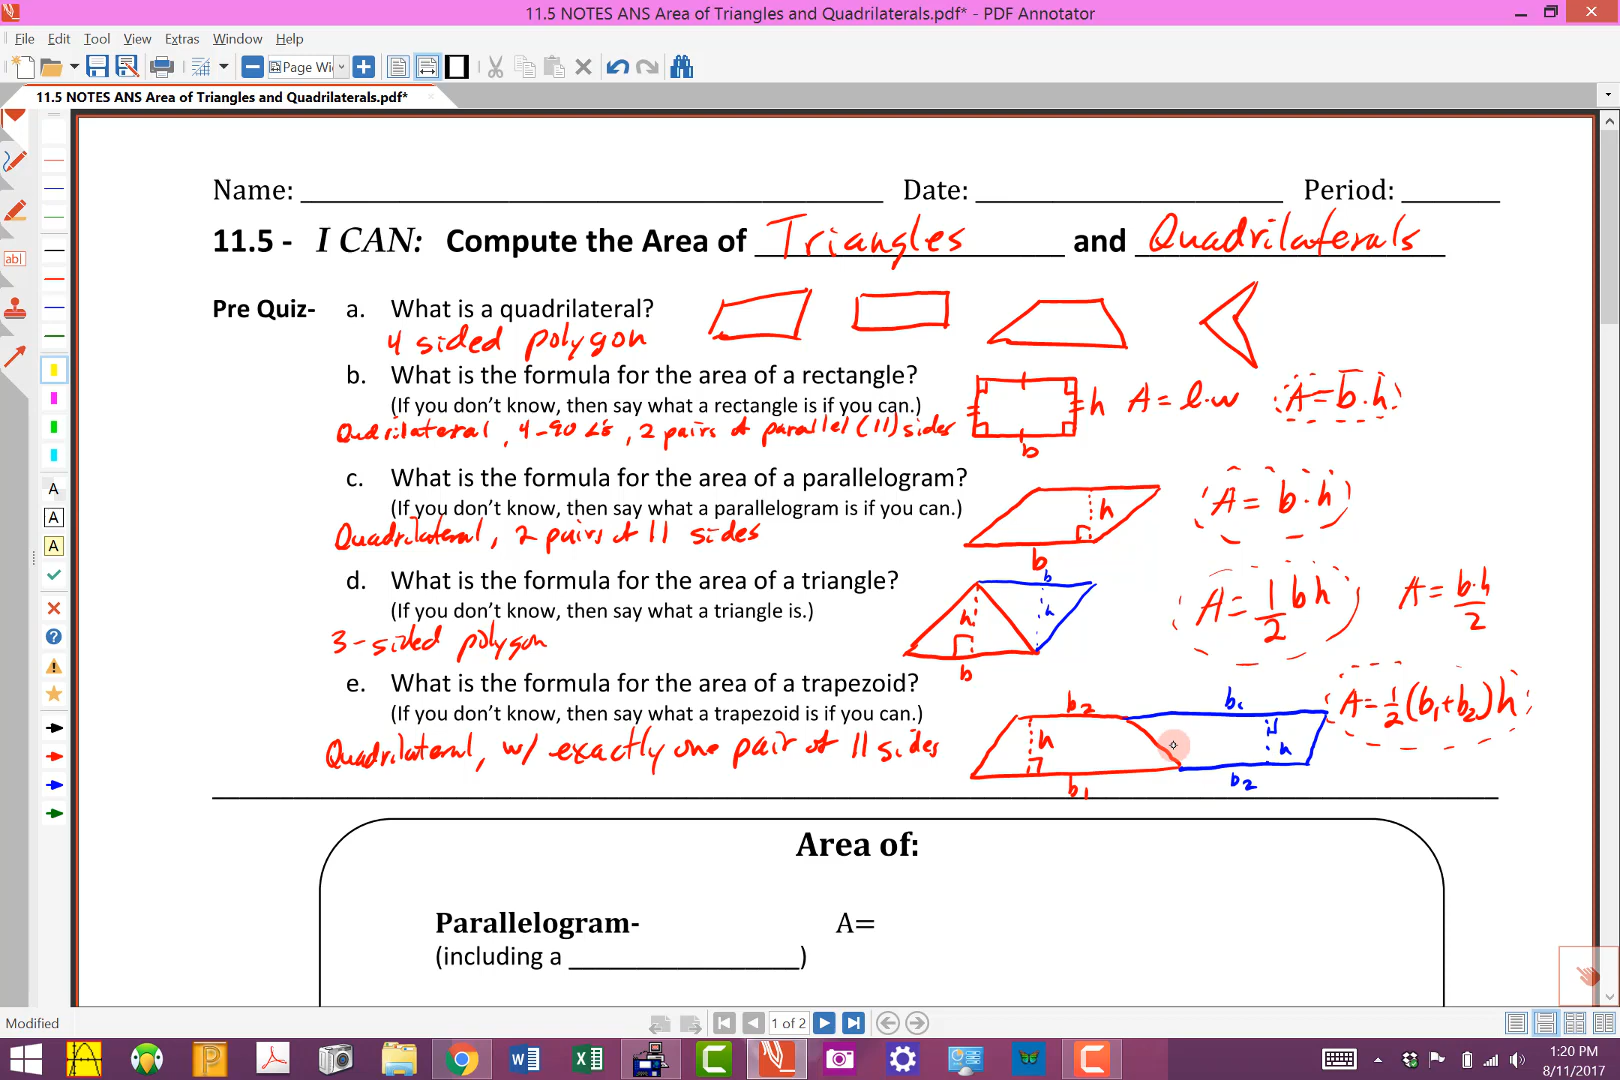 11.5 NOTES ANS Area of Triangles and Quadrilaterals.pdf* - PDF Annotator
File Edit Tool View Extras Window Help
Page Wi
11.5 NOTES ANS Area of Triangles and Quadrilaterals.pdf*
Name: Date: Period:
11.5 - I CAN: Compute the Area of Triangles and Quadrilaterals
Pre Quiz- a. What is a quadrilateral?
4 sided polygon
b. What is the formula for the area of a rectangle?
(If you don't know, then say what a rectangle is if you can.)
h A = l·w A = b·h
Quadrilateral, 4-90 ∠'s, 2 pairs of parallel (11) sides
b
c. What is the formula for the area of a parallelogram?
(If you don't know, then say what a parallelogram is if you can.)
h A = b·h
Quadrilateral, 2 pairs of 11 sides
b
d. What is the formula for the area of a triangle?
b
(If you don't know, then say what a triangle is.)
h h A = 1/2 bh A = b·h/2
3-sided polygon
b
e. What is the formula for the area of a trapezoid?
(If you don't know, then say what a trapezoid is if you can.)
b2 b1 A = 1/2 (b1+b2) h
Quadrilateral, w/ exactly one pair of 11 sides
h h
b1 b2
Area of:
Parallelogram- A=
(including a )
Modified 1 of 2
1:20 PM
8/11/2017